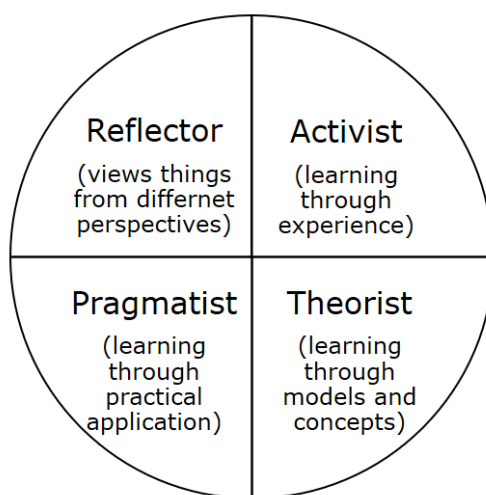 Reflector
(views things
from differnet
perspectives)
Activist
(learning
through
experience)
Pragmatist
(learning
through
practical
application)
Theorist
(learning
through
models and
concepts)